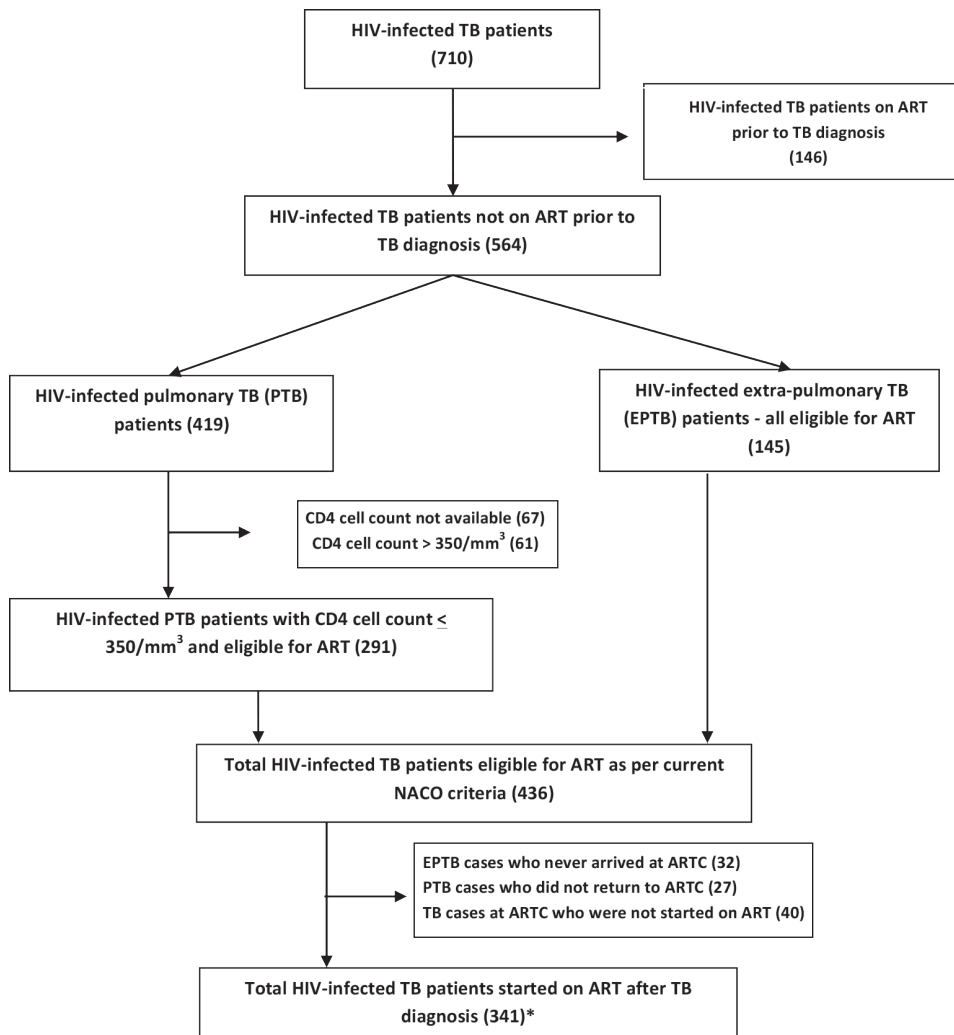 HIV-infected TB patients
(710)
HIV-infected TB patients on ART
prior to TB diagnosis
(146)
HIV-infected TB patients not on ART prior to
TB diagnosis (564)
HIV-infected pulmonary TB (PTB)
patients (419)
HIV-infected extra-pulmonary TB
(EPTB) patients - all eligible for ART
(145)
CD4 cell count not available (67)
CD4 cell count > 350/mm³ (61)
HIV-infected PTB patients with CD4 cell count ≤
350/mm³ and eligible for ART (291)
Total HIV-infected TB patients eligible for ART as per current
NACO criteria (436)
EPTB cases who never arrived at ARTC (32)
PTB cases who did not return to ARTC (27)
TB cases at ARTC who were not started on ART (40)
Total HIV-infected TB patients started on ART after TB
diagnosis (341)*